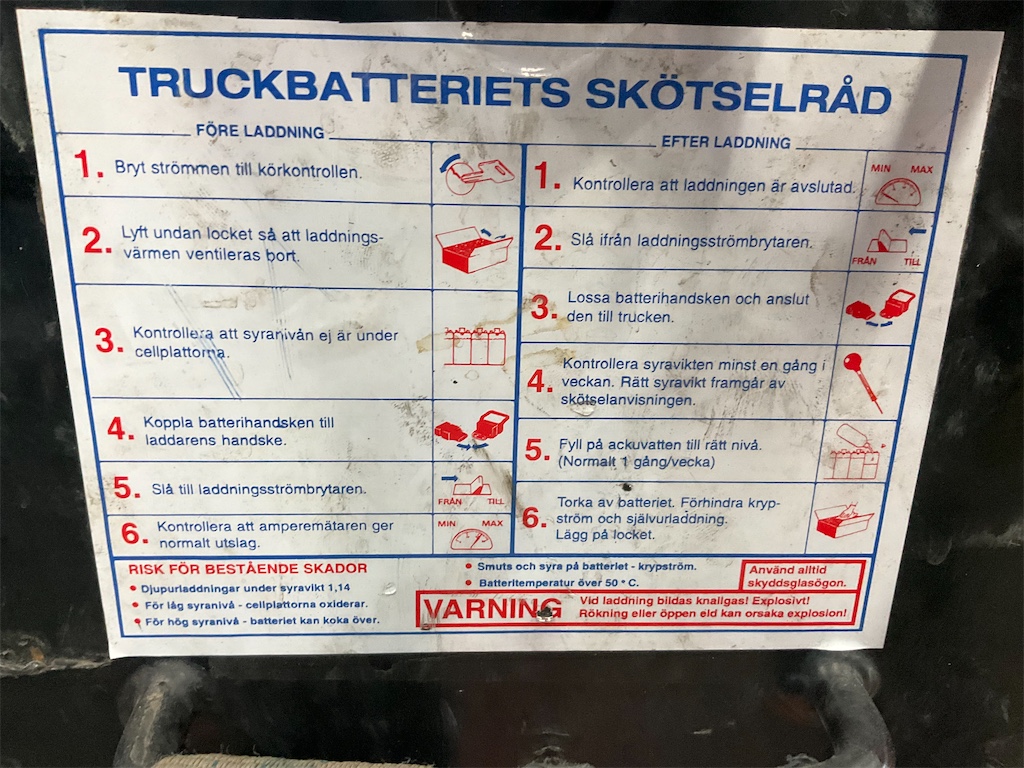 TRUCKBATTERIETS SKÖTSELRÅD
FÖRE LADDNING
1. Bryt strömmen till körkontrollen.
2. Lyft undan locket så att laddnings-
värmen ventileras bort.
3. Kontrollera att syranivån ej är under
cellplattorna.
4. Koppla batterihandsken till
laddarens handske.
5. Slå till laddningsströmbrytaren.
FRÅN TILL
6. Kontrollera att amperemätaren ger
normalt utslag.
MIN MAX
EFTER LADDNING
1. Kontrollera att laddningen är avslutad.
MIN MAX
2. Slå ifrån laddningsströmbrytaren.
FRÅN TILL
3. Lossa batterihandsken och anslut
den till trucken.
4. Kontrollera syravikten minst en gång i
veckan. Rätt syravikt framgår av
skötselanvisningen.
5. Fyll på ackuvatten till rätt nivå.
(Normalt 1 gång/vecka)
6. Torka av batteriet. Förhindra kryp-
ström och självurladdning.
Lägg på locket.
RISK FÖR BESTÅENDE SKADOR
• Djupurladdningar under syravikt 1,14
• För låg syranivå - cellplattorna oxiderar.
• För hög syranivå - batteriet kan koka över.
• Smuts och syra på batteriet - krypström.
• Batteritemperatur över 50 °C.
Använd alltid
skyddsglasögon.
VARNING
Vid laddning bildas knallgas! Explosivt!
Rökning eller öppen eld kan orsaka explosion!